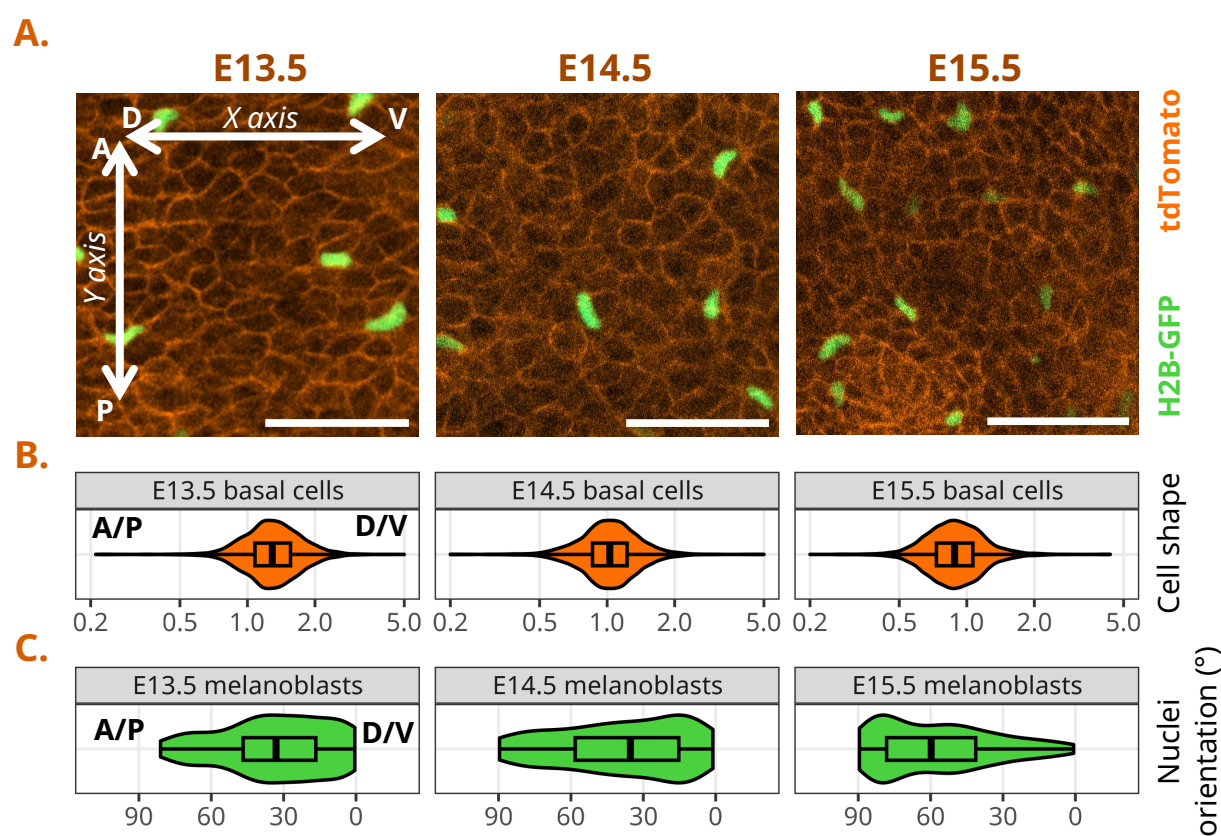 A.
E13.5 E14.5 E15.5
D X axis V
A
Y axis
P
tdTomato
H2B-GFP
B.
E13.5 basal cells E14.5 basal cells E15.5 basal cells
A/P D/V
Cell shape
0.2 0.5 1.0 2.0 5.0 0.2 0.5 1.0 2.0 5.0 0.2 0.5 1.0 2.0 5.0
C.
E13.5 melanoblasts E14.5 melanoblasts E15.5 melanoblasts
A/P D/V
Nuclei
orientation (°)
90 60 30 0 90 60 30 0 90 60 30 0